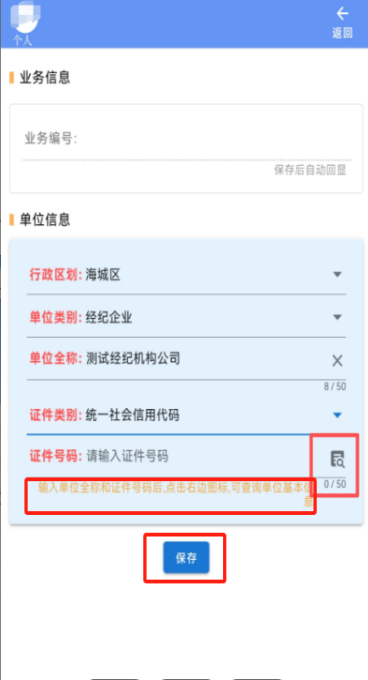 个人
返回
业务信息
业务编号:
保存后自动回显
单位信息
行政区划: 海城区
单位类别: 经纪企业
单位全称: 测试经纪机构公司
8 / 50
证件类别: 统一社会信用代码
证件号码: 请输入证件号码
输入单位全称和证件号码后,点击右边图标,可查询单位基本信
息
0 / 50
保存